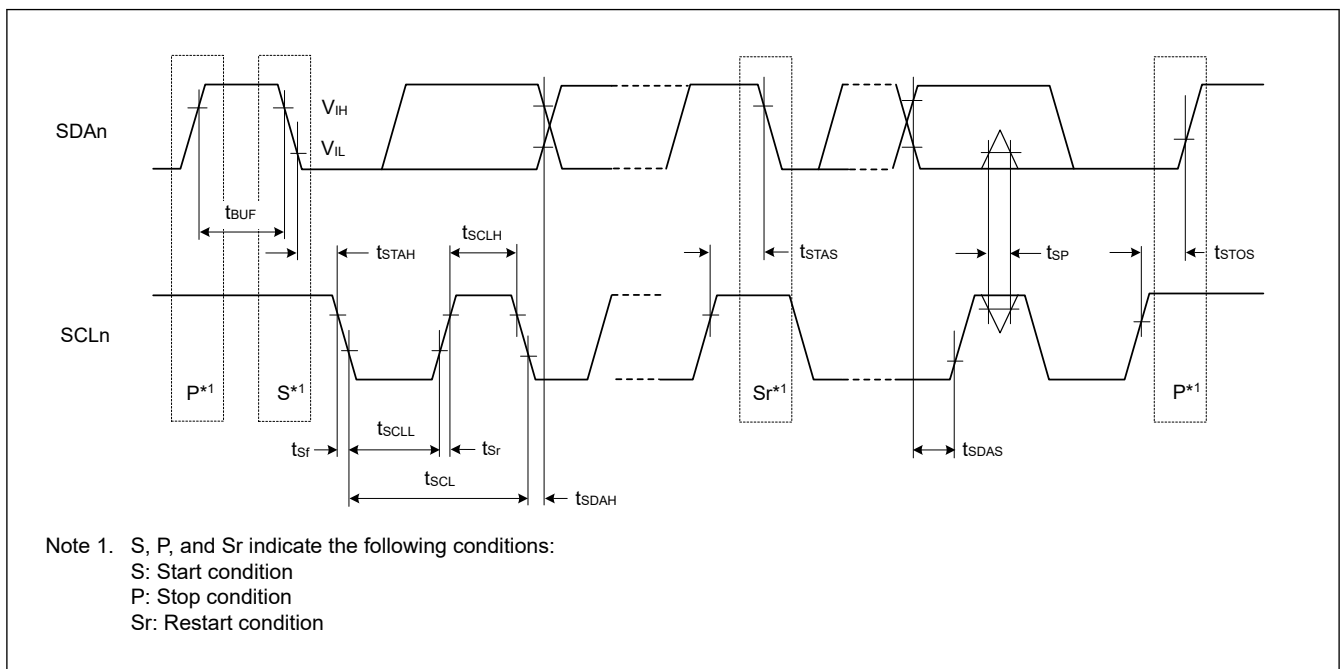 SDAn
VIH
VIL
tBUF
tSTAH
tSCLH
tSTAS
tSP
tSTOS
SCLn
P*1
S*1
Sr*1
P*1
tSf
tSCLL
tSr
tSDAS
tSCL
tSDAH
Note 1. S, P, and Sr indicate the following conditions:
S: Start condition
P: Stop condition
Sr: Restart condition